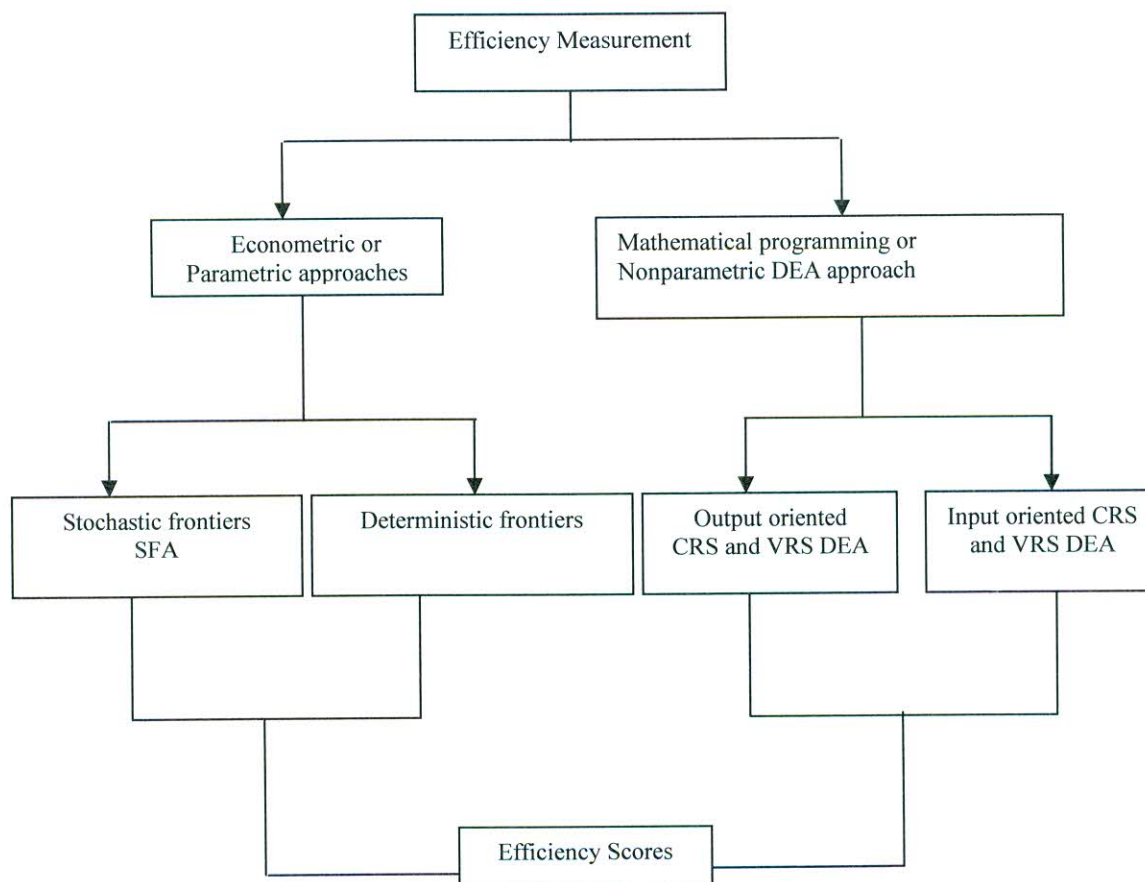 Efficiency Measurement
Econometric or
Parametric approaches
Mathematical programming or
Nonparametric DEA approach
Stochastic frontiers
SFA
Deterministic frontiers
Output oriented
CRS and VRS DEA
Input oriented CRS
and VRS DEA
Efficiency Scores